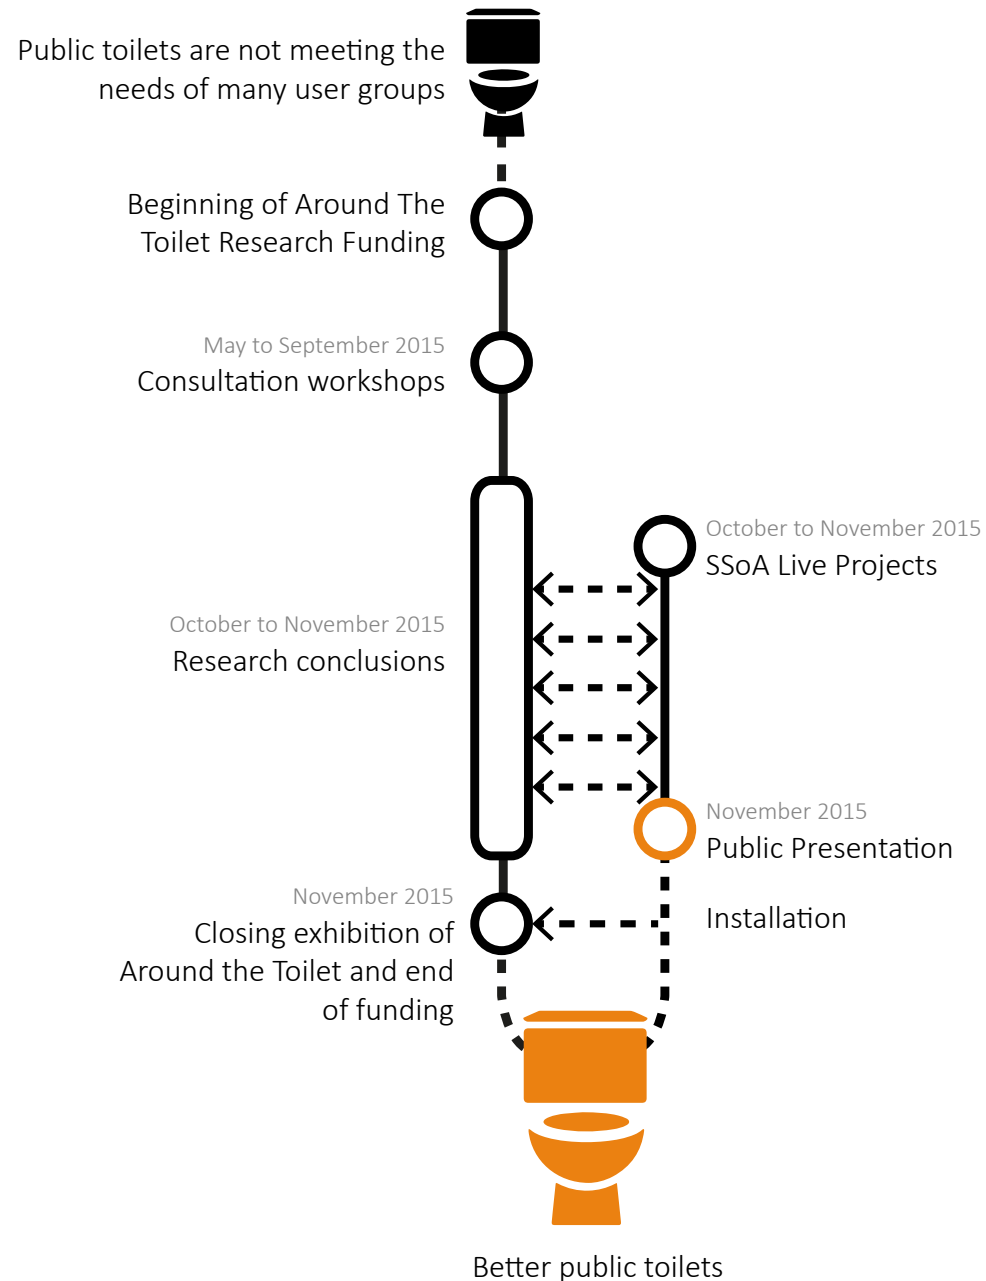 Public toilets are not meeting the
needs of many user groups
Beginning of Around The
Toilet Research Funding
May to September 2015
Consultation workshops
October to November 2015
SSoA Live Projects
October to November 2015
Research conclusions
November 2015
Public Presentation
November 2015
Closing exhibition of
Around the Toilet and end
of funding
Installation
Better public toilets